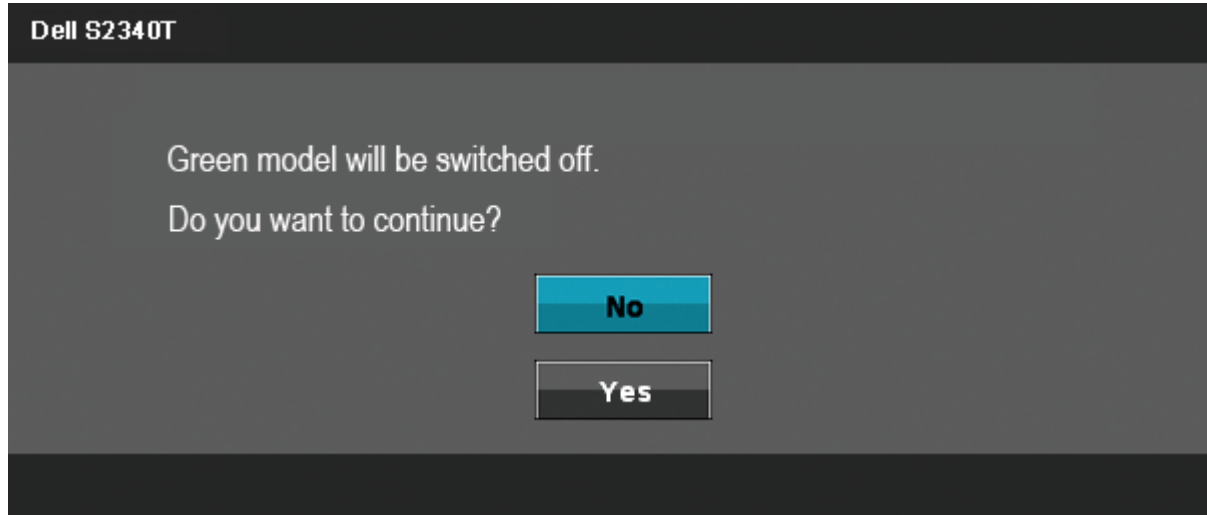 Dell S2340T
Green model will be switched off.
Do you want to continue?
No
Yes